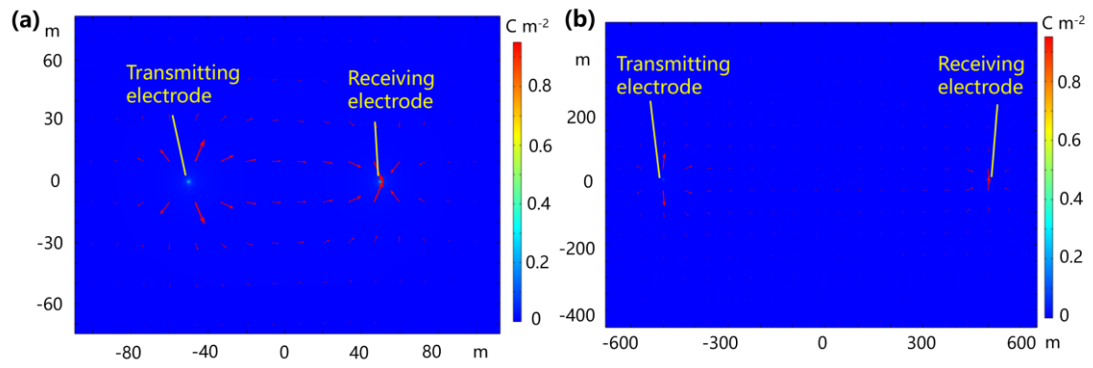 (a)
m
60
30
0
-30
-60
-80
-40
0
40
80
m
Transmitting
electrode
Receiving
electrode
C m⁻²
0.8
0.6
0.4
0.2
0
(b)
m
200
0
-200
-400
-600
-300
0
300
600
m
Transmitting
electrode
Receiving
electrode
C m⁻²
0.8
0.6
0.4
0.2
0